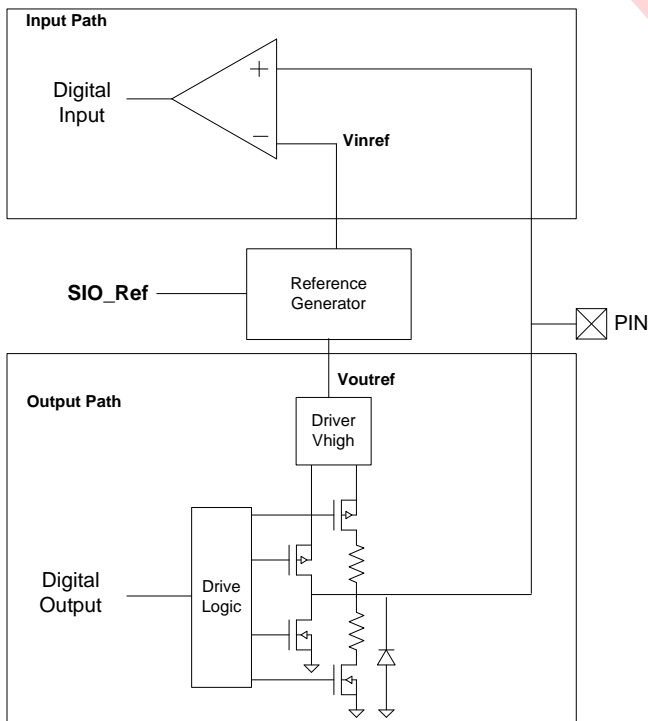 Input Path
+
Digital
Input
−
Vinref
Reference
Generator
SIO_Ref
PIN
Voutref
Output Path
Driver
Vhigh
Drive
Logic
Digital
Output